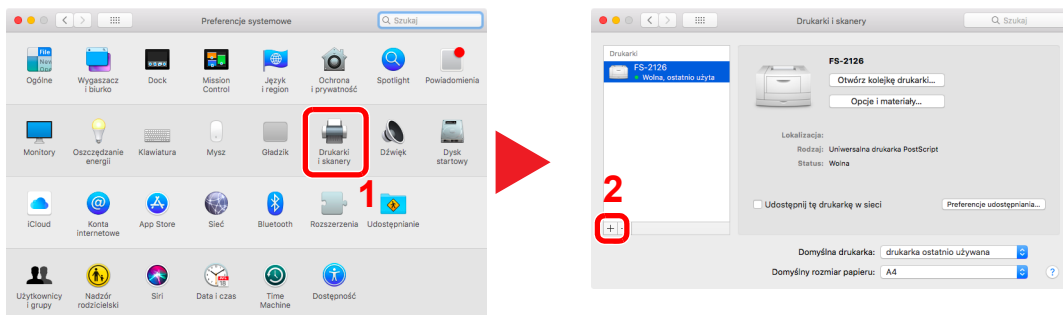 Preferencje systemowe
Szukaj
File
New
Ogólne
Wygaszacz
i biurko
Dock
Mission
Control
Język
i region
Ochrona
i prywatność
Spotlight
Powiadomienia
Monitory
Oszczędzanie
energii
Klawiatura
Mysz
Gładzik
Drukarki
i skanery
Dźwięk
Dysk
startowy
1
iCloud
Konta
internetowe
App Store
Sieć
Bluetooth
Rozszerzenia
Udostępnianie
Użytkownicy
i grupy
Nadzór
rodzicielski
Siri
Data i czas
Time
Machine
Dostępność
Drukarki i skanery
Szukaj
Drukarki
FS-2126
Wolna, ostatnio użyta
FS-2126
Otwórz kolejkę drukarki...
Opcje i materiały...
Lokalizacja:
Rodzaj: Uniwersalna drukarka PostScript
Status: Wolna
2
+ -
Udostępnij tę drukarkę w sieci
Preferencje udostępniania...
Domyślna drukarka: drukarka ostatnio używana
Domyślny rozmiar papieru: A4
?